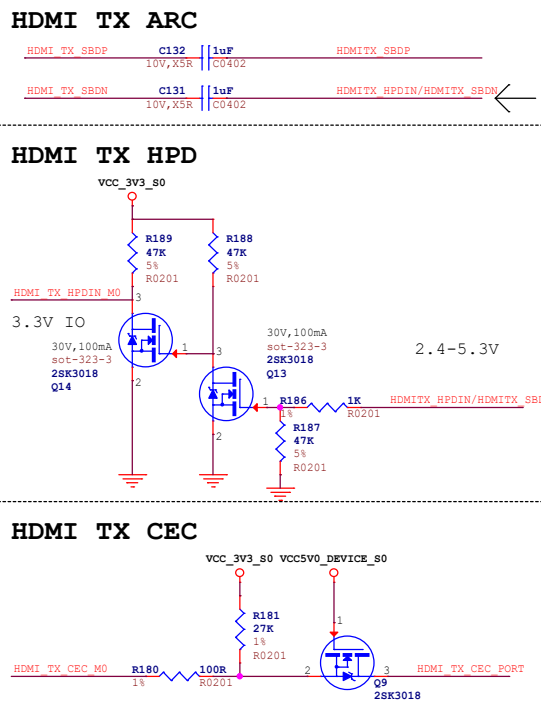 HDMI TX ARC
HDMI_TX_SBDP C132 1uF HDMITX_SBDP
10V,X5R C0402
HDMI_TX_SBDN C131 1uF HDMITX_HPDIN/HDMITX_SBDN
10V,X5R C0402
HDMI TX HPD
VCC_3V3_S0
R189 R188
47K 47K
5% 5%
R0201 R0201
HDMI_TX_HPDIN_M0 3
3.3V IO
30V,100mA
sot-323-3 1 3
2SK3018
Q14 2
30V,100mA
sot-323-3
2SK3018
Q13
2.4-5.3V
1 R186 1K HDMITX_HPDIN/HDMITX_SBD
1% R0201
2
R187
47K
5%
R0201
HDMI TX CEC
VCC_3V3_S0 VCC5V0_DEVICE_S0
R181
27K
1%
R0201
1
HDMI_TX_CEC_M0 R180 100R 2 3 HDMI_TX_CEC_PORT
1% R0201
Q9
2SK3018